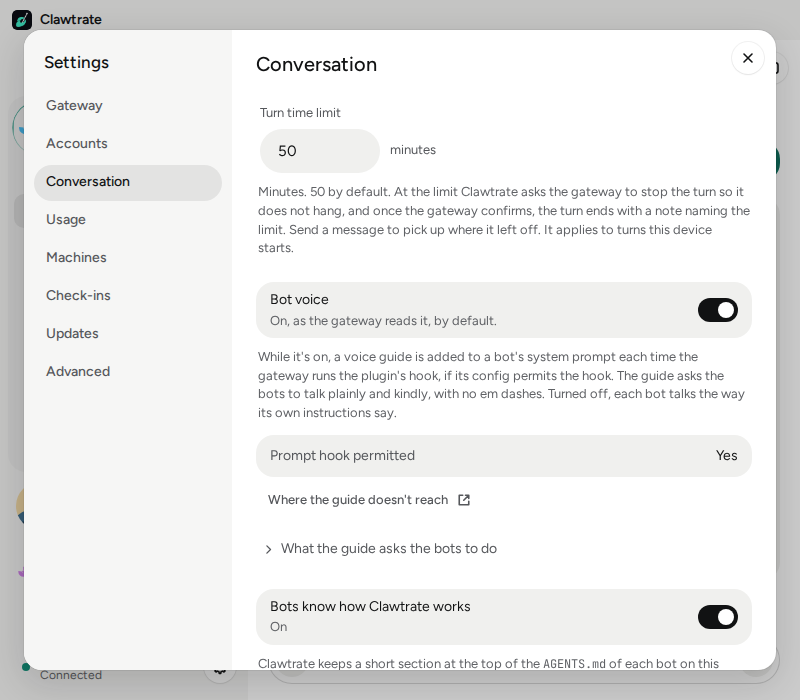 Clawtrate
Settings
Gateway
Accounts
Conversation
Usage
Machines
Check-ins
Updates
Advanced
Conversation
Turn time limit
50 minutes
Minutes. 50 by default. At the limit Clawtrate asks the gateway to stop the turn so it
does not hang, and once the gateway confirms, the turn ends with a note naming the
limit. Send a message to pick up where it left off. It applies to turns this device
starts.
Bot voice
On, as the gateway reads it, by default.
While it's on, a voice guide is added to a bot's system prompt each time the
gateway runs the plugin's hook, if its config permits the hook. The guide asks the
bots to talk plainly and kindly, with no em dashes. Turned off, each bot talks the way
its own instructions say.
Prompt hook permitted Yes
Where the guide doesn't reach
What the guide asks the bots to do
Bots know how Clawtrate works
On
Clawtrate keeps a short section at the top of the AGENTS.md of each bot on this
Connected